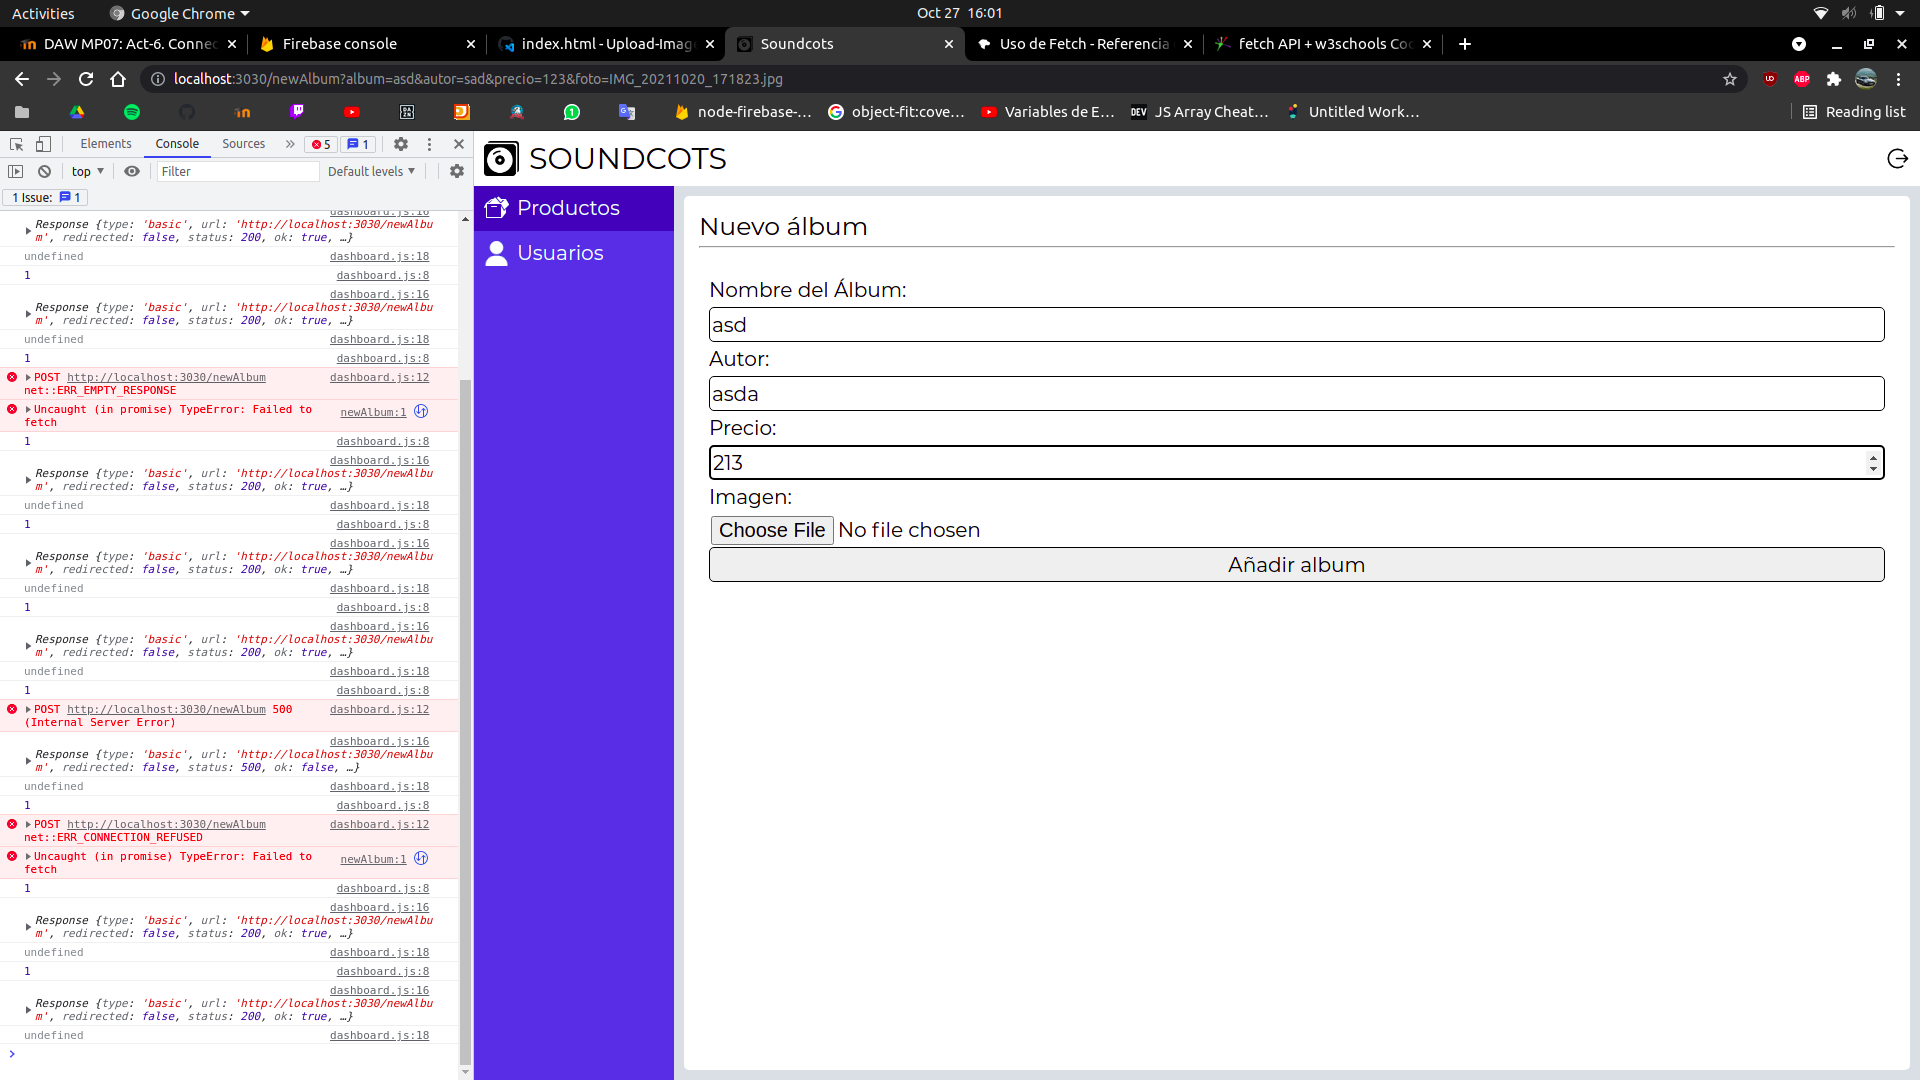 Activities
Google Chrome
Oct 27 16:01
DAW MP07: Act-6. Connec
Firebase console
index.html - Upload-Imag
Soundcots
Uso de Fetch - Referencia
fetch API + w3schools Coc
localhost:3030/newAlbum?album=asd&autor=sad&precio=123&foto=IMG_20211020_171823.jpg
node-firebase-...
object-fit:cove...
Variables de E...
DEV
JS Array Cheat...
Untitled Work...
Reading list
Elements
Console
Sources
5
1
top
Filter
Default levels
1 Issue:
1
dashboard.js:16
Response {type: 'basic', url: 'http://localhost:3030/newAlbu
m', redirected: false, status: 200, ok: true, …}
undefined
dashboard.js:18
1
dashboard.js:8
dashboard.js:16
Response {type: 'basic', url: 'http://localhost:3030/newAlbu
m', redirected: false, status: 200, ok: true, …}
undefined
dashboard.js:18
1
dashboard.js:8
POST http://localhost:3030/newAlbum
dashboard.js:12
net::ERR_EMPTY_RESPONSE
Uncaught (in promise) TypeError: Failed to
newAlbum:1
fetch
1
dashboard.js:8
dashboard.js:16
Response {type: 'basic', url: 'http://localhost:3030/newAlbu
m', redirected: false, status: 200, ok: true, …}
undefined
dashboard.js:18
1
dashboard.js:8
dashboard.js:16
Response {type: 'basic', url: 'http://localhost:3030/newAlbu
m', redirected: false, status: 200, ok: true, …}
undefined
dashboard.js:18
1
dashboard.js:8
dashboard.js:16
Response {type: 'basic', url: 'http://localhost:3030/newAlbu
m', redirected: false, status: 200, ok: true, …}
undefined
dashboard.js:18
1
dashboard.js:8
POST http://localhost:3030/newAlbum 500
dashboard.js:12
(Internal Server Error)
dashboard.js:16
Response {type: 'basic', url: 'http://localhost:3030/newAlbu
m', redirected: false, status: 500, ok: false, …}
undefined
dashboard.js:18
1
dashboard.js:8
POST http://localhost:3030/newAlbum
dashboard.js:12
net::ERR_CONNECTION_REFUSED
Uncaught (in promise) TypeError: Failed to
newAlbum:1
fetch
1
dashboard.js:8
dashboard.js:16
Response {type: 'basic', url: 'http://localhost:3030/newAlbu
m', redirected: false, status: 200, ok: true, …}
undefined
dashboard.js:18
1
dashboard.js:8
dashboard.js:16
Response {type: 'basic', url: 'http://localhost:3030/newAlbu
m', redirected: false, status: 200, ok: true, …}
undefined
dashboard.js:18
SOUNDCOTS
Productos
Usuarios
Nuevo álbum
Nombre del Álbum:
asd
Autor:
asda
Precio:
213
Imagen:
Choose File No file chosen
Añadir album